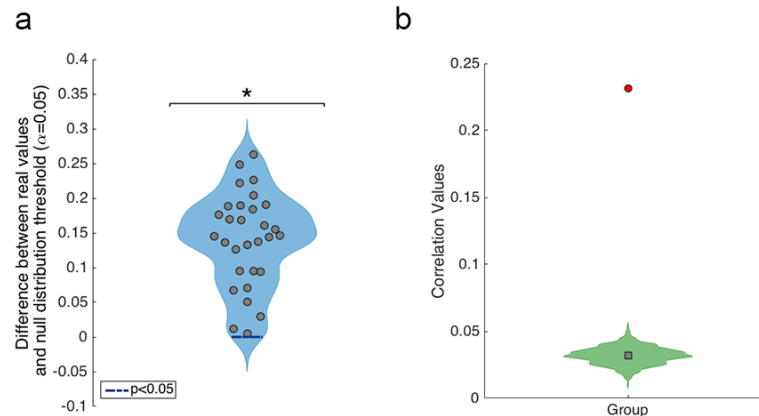 a
Difference between real values
and null distribution threshold (α=0.05)
0.4
0.35
0.3
0.25
0.2
0.15
0.1
0.05
0
-0.05
-0.1
*
p<0.05
b
Correlation Values
0.25
0.2
0.15
0.1
0.05
0
Group